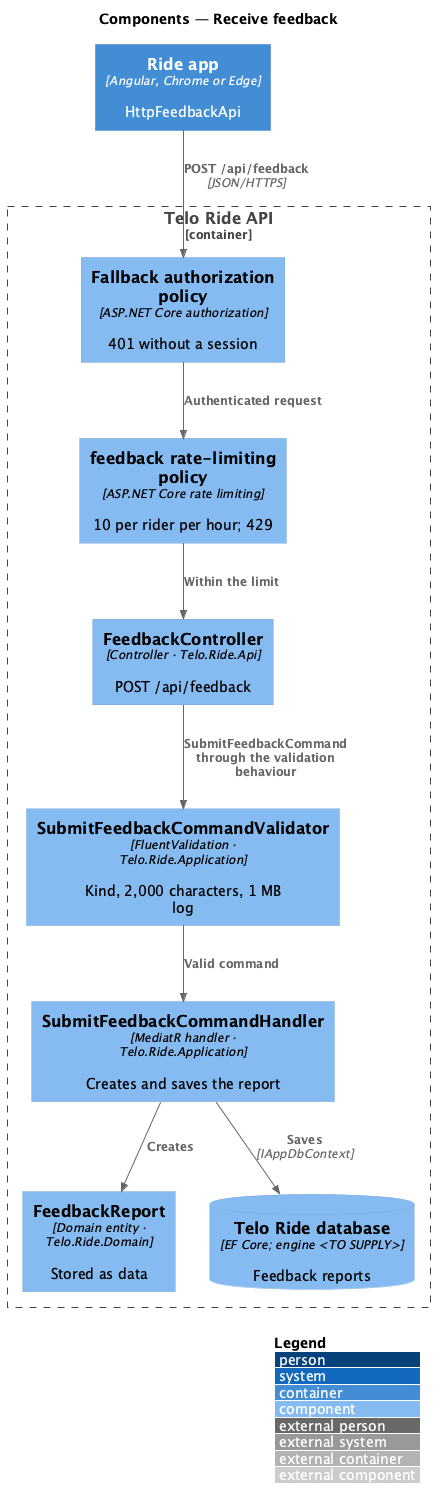 Components — Receive feedback
Ride app
[Angular, Chrome or Edge]
HttpFeedbackApi
POST /api/feedback
[JSON/HTTPS]
Telo Ride API
[container]
Fallback authorization
policy
[ASP.NET Core authorization]
401 without a session
Authenticated request
feedback rate-limiting
policy
[ASP.NET Core rate limiting]
10 per rider per hour; 429
Within the limit
FeedbackController
[Controller · Telo.Ride.Api]
POST /api/feedback
SubmitFeedbackCommand
through the validation
behaviour
SubmitFeedbackCommandValidator
[FluentValidation ·
Telo.Ride.Application]
Kind, 2,000 characters, 1 MB
log
Valid command
SubmitFeedbackCommandHandler
[MediatR handler ·
Telo.Ride.Application]
Creates and saves the report
Creates
Saves
[IAppDbContext]
FeedbackReport
[Domain entity ·
Telo.Ride.Domain]
Stored as data
Telo Ride database
[EF Core; engine <TO SUPPLY>]
Feedback reports
Legend
person
system
container
component
external person
external system
external container
external component